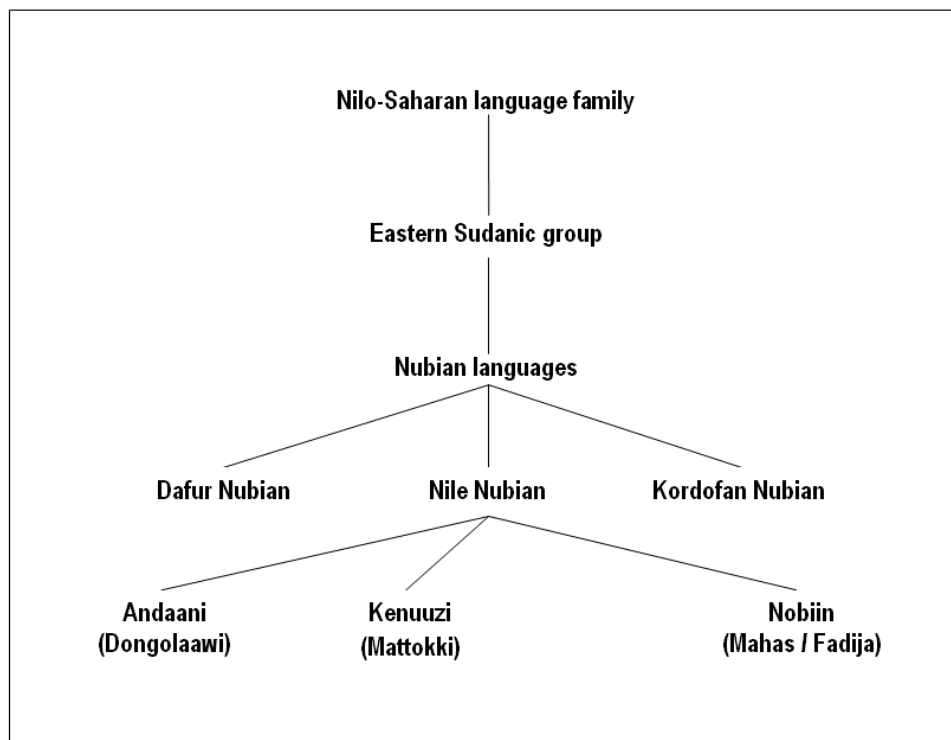 Nilo-Saharan language family
Eastern Sudanic group
Nubian languages
Dafur Nubian
Nile Nubian
Kordofan Nubian
Andaani
(Dongolaawi)
Kenuuzi
(Mattokki)
Nobiin
(Mahas / Fadija)